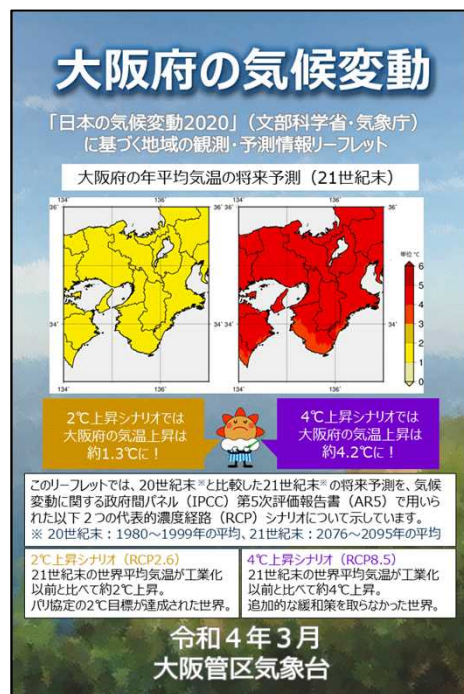 大阪府の気候変動
「日本の気候変動2020」（文部科学省・気象庁）
に基づく地域の観測・予測情報リーフレット
大阪府の年平均気温の将来予測（21世紀末）
134° 136° 134° 136°
36° 36° 36° 36°
単位 ℃
6
5
4
3
2
1
0
34° 34° 34° 34°
134° 136° 134° 136°
2℃上昇シナリオでは
大阪府の気温上昇は
約1.3℃に！
4℃上昇シナリオでは
大阪府の気温上昇は
約4.2℃に！
このリーフレットでは、20世紀末※と比較した21世紀末※の将来予測を、気候
変動に関する政府間パネル（IPCC）第5次評価報告書（AR5）で用いり
られた以下２つの代表的濃度経路（RCP）シナリオについて示しています。
※ 20世紀末：1980～1999年の平均、21世紀末：2076～2095年の平均
2℃上昇シナリオ（RCP2.6）
21世紀末の世界平均気温が工業化
以前と比べて約2℃上昇。
パリ協定の2℃目標が達成された世界。
4℃上昇シナリオ（RCP8.5）
21世紀末の世界平均気温が工業化
以前と比べて約4℃上昇。
追加的な緩和策を取らなかった世界。
令和４年３月
大阪管区気象台